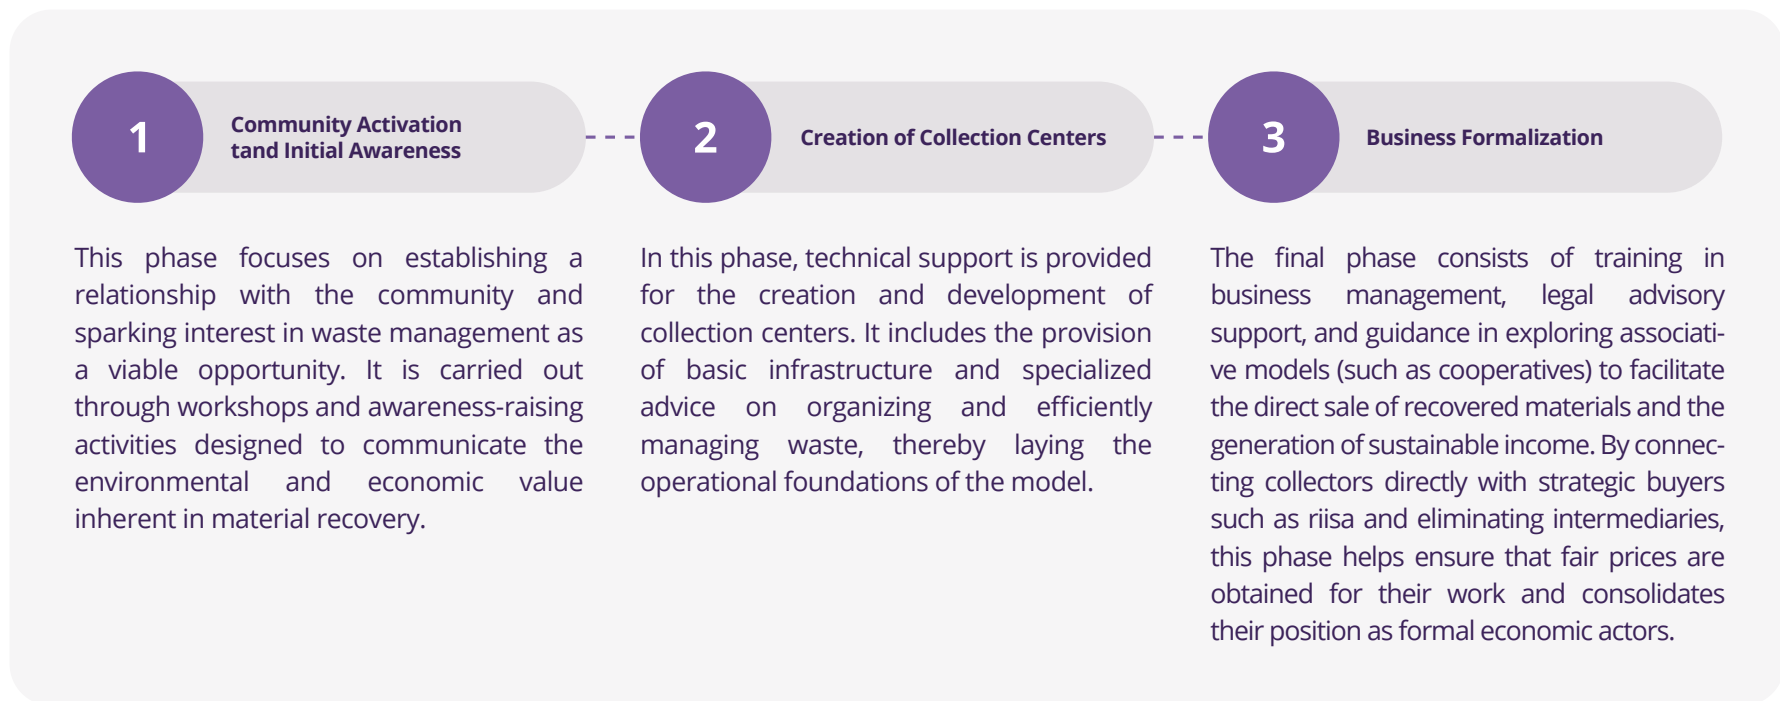 1
Community Activation
tand Initial Awareness
This phase focuses on establishing a
relationship with the community and
sparking interest in waste management as
a viable opportunity. It is carried out
through workshops and awareness-raising
activities designed to communicate the
environmental and economic value
inherent in material recovery.
2
Creation of Collection Centers
In this phase, technical support is provided
for the creation and development of
collection centers. It includes the provision
of basic infrastructure and specialized
advice on organizing and efficiently
managing waste, thereby laying the
operational foundations of the model.
3
Business Formalization
The final phase consists of training in
business management, legal advisory
support, and guidance in exploring associati-
ve models (such as cooperatives) to facilitate
the direct sale of recovered materials and the
generation of sustainable income. By connec-
ting collectors directly with strategic buyers
such as riisa and eliminating intermediaries,
this phase helps ensure that fair prices are
obtained for their work and consolidates
their position as formal economic actors.